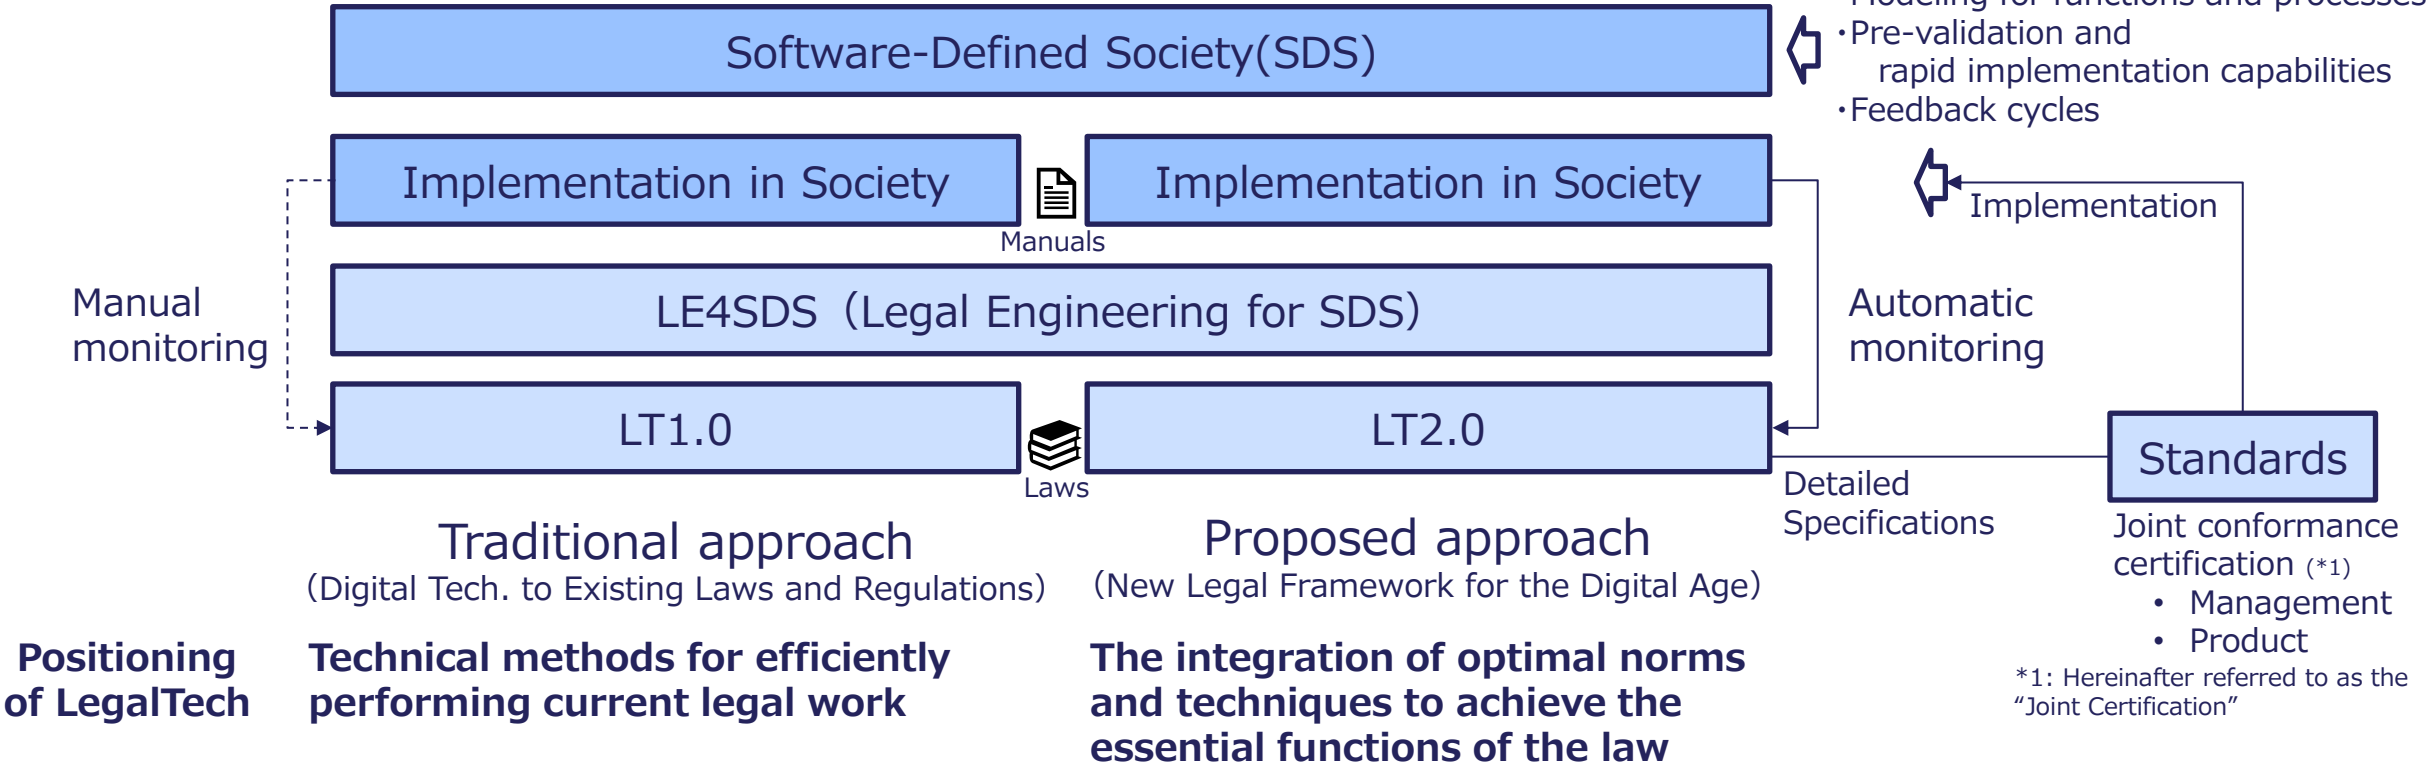 Modeling for functions and processes
Software-Defined Society(SDS)
・Pre-validation and
rapid implementation capabilities
・Feedback cycles
Implementation in Society
Manuals
Implementation in Society
Implementation
Manual
monitoring
LE4SDS（Legal Engineering for SDS）
Automatic
monitoring
LT1.0
Laws
LT2.0
Detailed
Specifications
Standards
Joint conformance
certification (*1)
• Management
• Product
*1: Hereinafter referred to as the
“Joint Certification”
Traditional approach
（Digital Tech. to Existing Laws and Regulations）
Proposed approach
（New Legal Framework for the Digital Age）
Positioning
of LegalTech
Technical methods for efficiently
performing current legal work
The integration of optimal norms
and techniques to achieve the
essential functions of the law